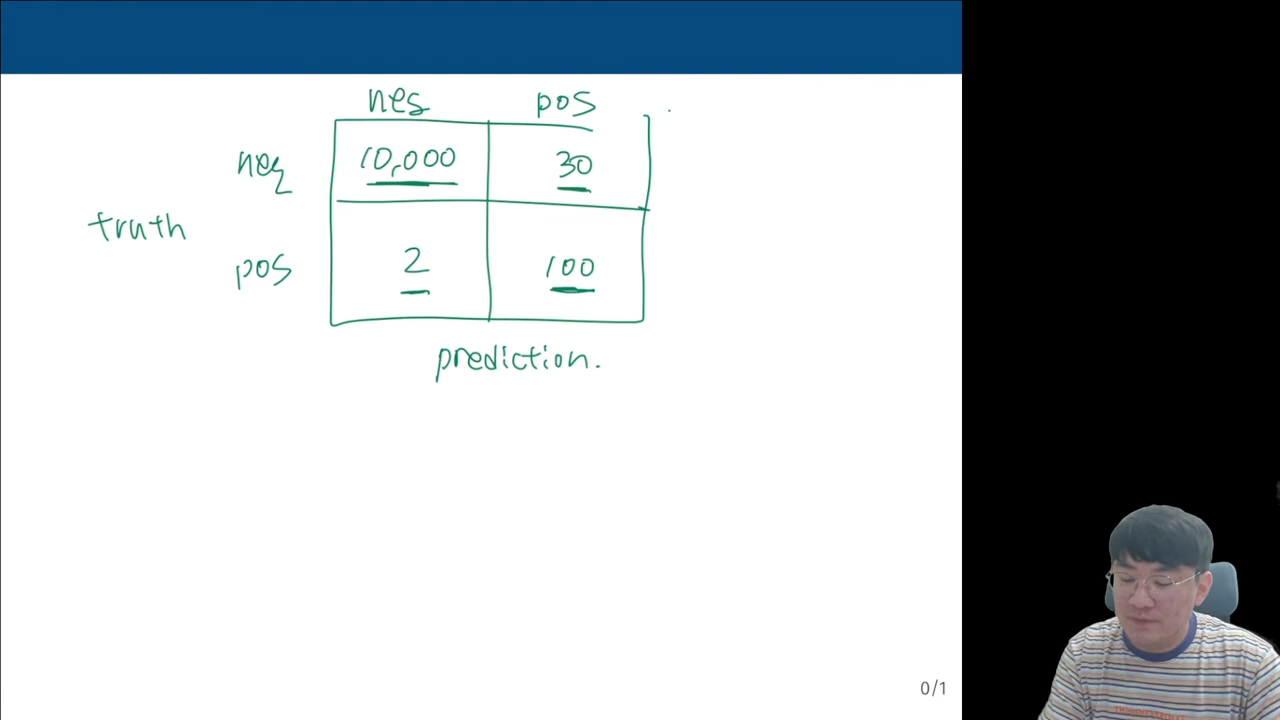 neg pos
neg 10,000 30
truth
pos 2 100
prediction.
0/1